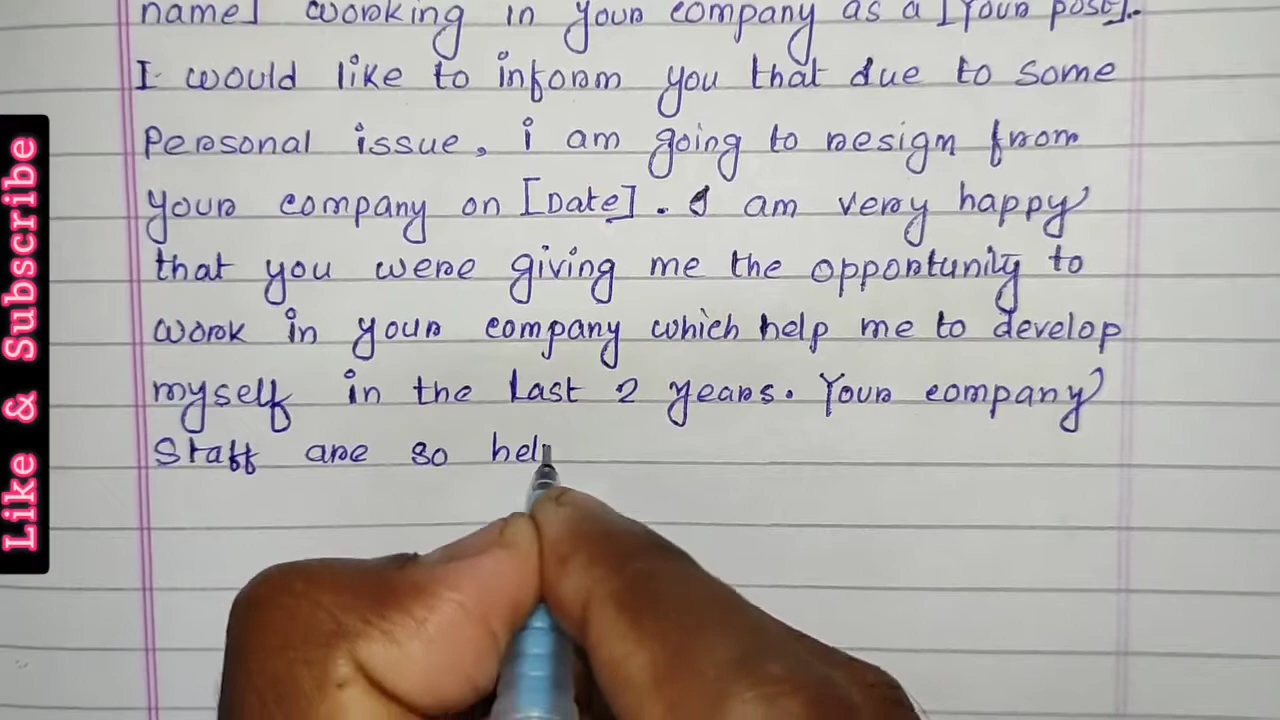 name] working in your company as a [Your post].
I would like to inform you that due to some
Personal issue, i am going to resign from
your company on [Date]. I am very happy
that you were giving me the opportunity to
work in your company which help me to develop
myself in the last 2 years. Your company
Staff are so hel
Like & Subscribe